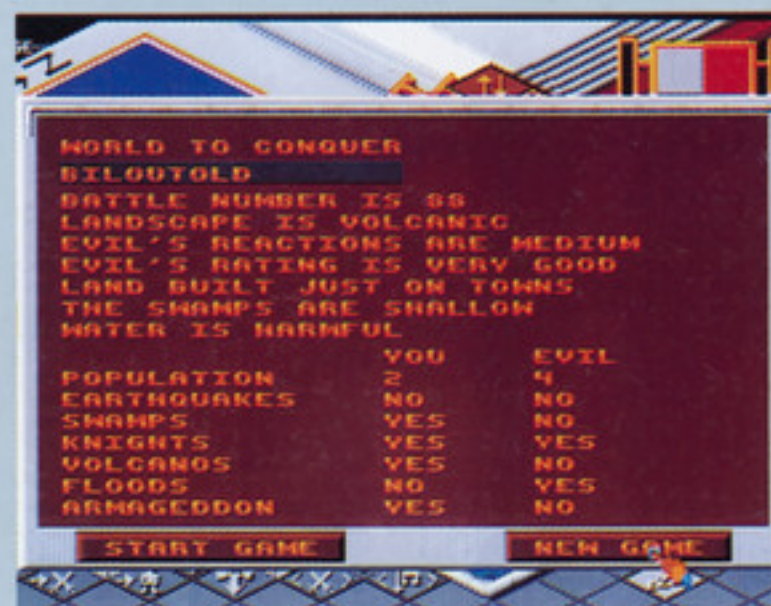 WORLD TO CONQUER
BILOUTOLD
BATTLE NUMBER IS 88
LANDSCAPE IS VOLCANIC
EVIL'S REACTIONS ARE MEDIUM
EVIL'S RATING IS VERY GOOD
LAND BUILT JUST ON TOWNS
THE SWAMPS ARE SHALLOW
WATER IS HARMFUL
YOU EVIL
POPULATION 2 4
EARTHQUAKES NO NO
SWAMPS YES NO
KNIGHTS YES YES
VOLCANOS YES NO
FLOODS NO YES
ARMAGEDDON YES NO
START GAME NEW GAME